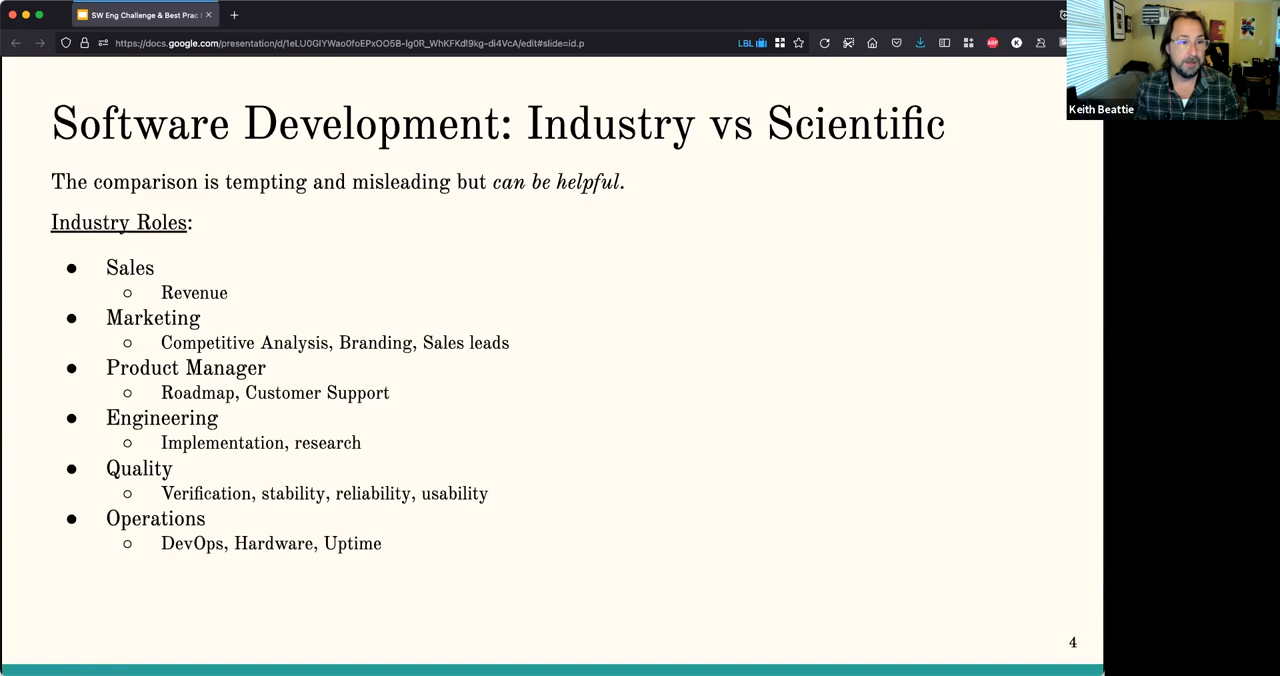 SW Eng Challenge & Best Prac
https://docs.google.com/presentation/d/1eLU0GIYWao0foEPxOO5B-Ig0R_WhKFKdl9kg-di4VcA/edit#slide=id.p
LBL
ABP
K
Keith Beattie
Software Development: Industry vs Scientific
The comparison is tempting and misleading but can be helpful.
Industry Roles:
● Sales
○ Revenue
● Marketing
○ Competitive Analysis, Branding, Sales leads
● Product Manager
○ Roadmap, Customer Support
● Engineering
○ Implementation, research
● Quality
○ Verification, stability, reliability, usability
● Operations
○ DevOps, Hardware, Uptime
4